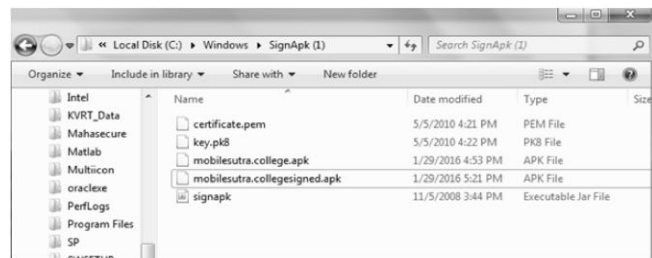 « Local Disk (C:) ▸ Windows ▸ SignApk (1)
Search SignApk (1)
Organize Include in library Share with New folder
Intel
KVRT_Data
Mahasecure
Matlab
Multiicon
oraclexe
PerfLogs
Program Files
SP
Name Date modified Type Size
certificate.pem 5/5/2010 4:21 PM PEM File
key.pk8 5/5/2010 4:22 PM PK8 File
mobilesutra.college.apk 1/29/2016 4:53 PM APK File
mobilesutra.collegesigned.apk 1/29/2016 5:21 PM APK File
signapk 11/5/2008 3:44 PM Executable Jar File